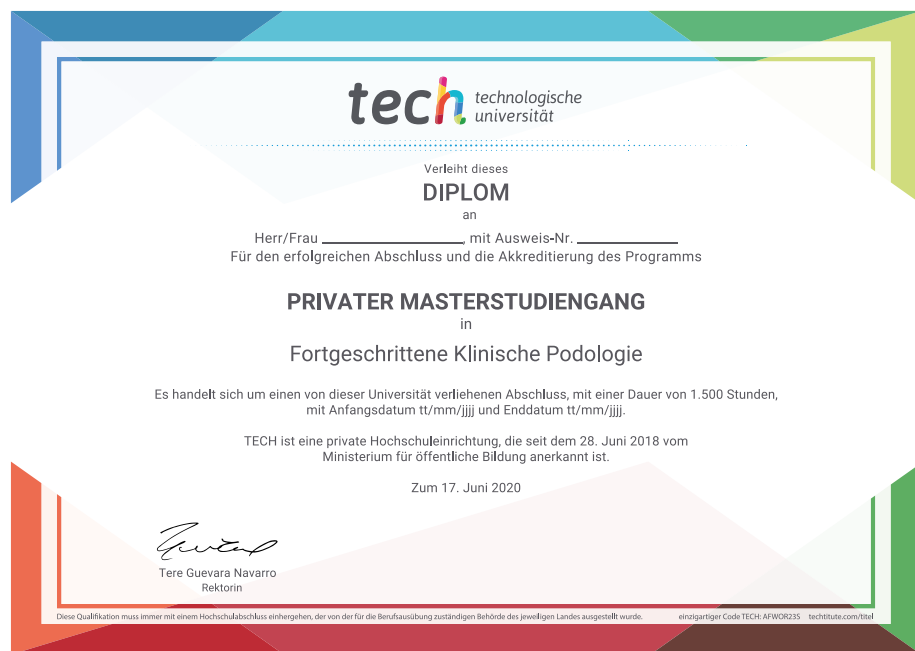 tech technologische
universität
Verleiht dieses
DIPLOM
an
Herr/Frau ____________________, mit Ausweis-Nr. ______________
Für den erfolgreichen Abschluss und die Akkreditierung des Programms
PRIVATER MASTERSTUDIENGANG
in
Fortgeschrittene Klinische Podologie
Es handelt sich um einen von dieser Universität verliehenen Abschluss, mit einer Dauer von 1.500 Stunden,
mit Anfangsdatum tt/mm/jjjj und Enddatum tt/mm/jjjj.
TECH ist eine private Hochschuleinrichtung, die seit dem 28. Juni 2018 vom
Ministerium für öffentliche Bildung anerkannt ist.
Zum 17. Juni 2020
Tere Guevara Navarro
Rektorin
Diese Qualifikation muss immer mit einem Hochschulabschluss einhergehen, der von der für die Berufsausübung zuständigen Behörde des jeweiligen Landes ausgestellt wurde. einzigartiger Code TECH: AFWOR23S techtitute.com/titel